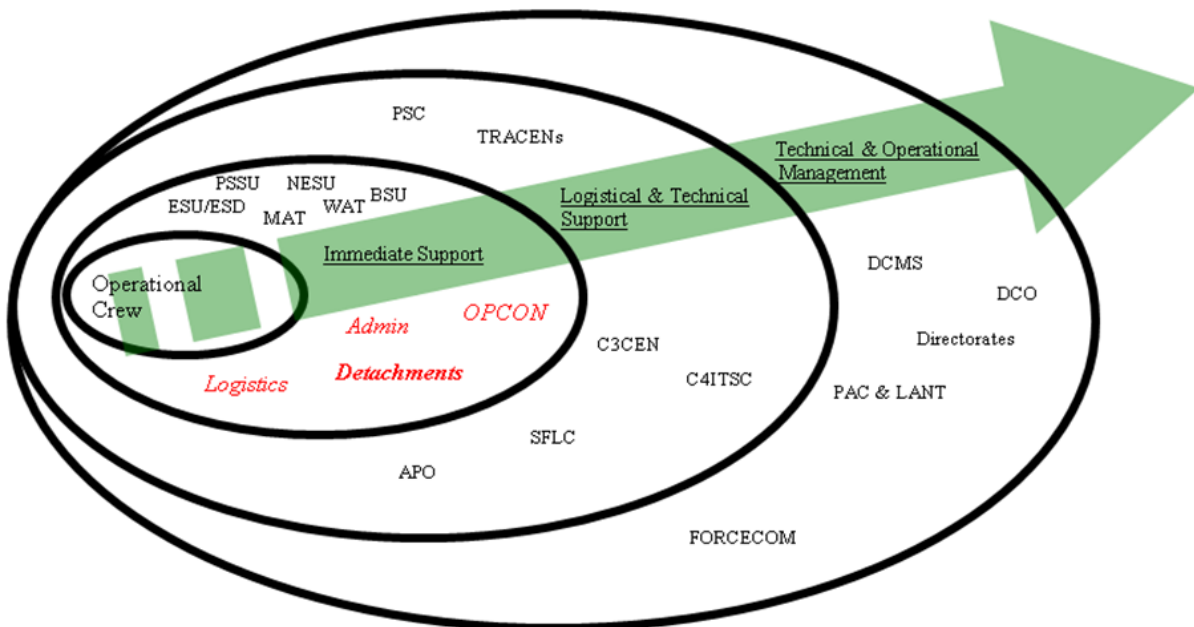 PSC
TRACENs
Technical & Operational
Management
PSSU
NESU
ESU/ESD
MAT
WAT
BSU
Logistical & Technical
Support
Immediate Support
Operational
Crew
DCMS
DCO
OPCON
Admin
Directorates
C3CEN
Detachments
Logistics
C4ITSC
PAC & LANT
SFLC
APO
FORCECOM